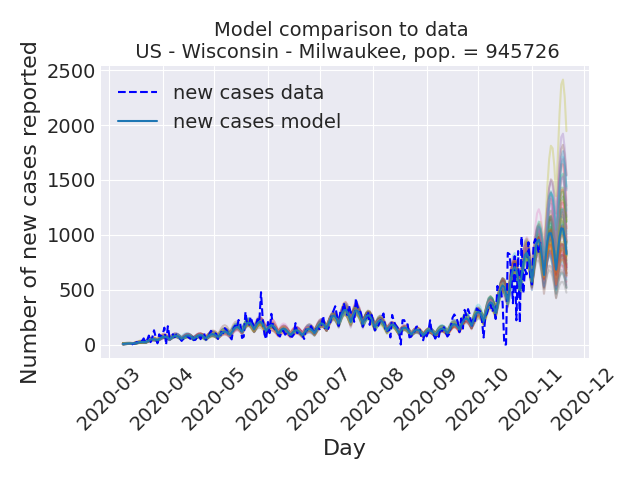 Model comparison to data
US - Wisconsin - Milwaukee, pop. = 945726
Number of new cases reported
2500
2000
1500
1000
500
0
new cases data
new cases model
2020-03
2020-04
2020-05
2020-06
2020-07
2020-08
2020-09
2020-10
2020-11
2020-12
Day